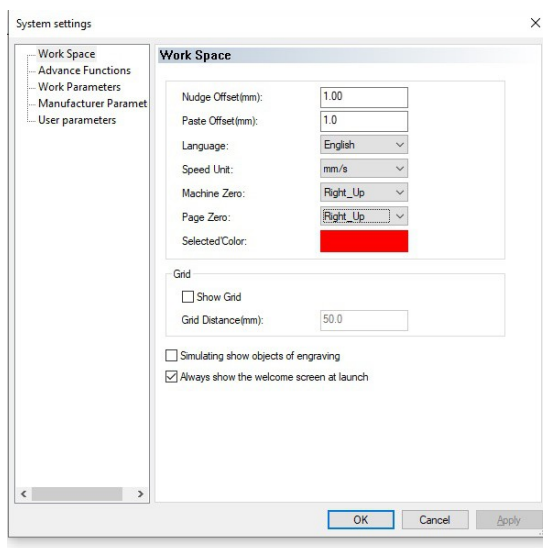 System settings
Work Space
Advance Functions
Work Parameters
Manufacturer Paramet
User parameters
Work Space
Nudge Offset(mm): 1.00
Paste Offset(mm): 1.0
Language: English
Speed Unit: mm/s
Machine Zero: Right_Up
Page Zero: Right_Up
Selected'Color:
Grid
Show Grid
Grid Distance(mm): 50.0
Simulating show objects of engraving
Always show the welcome screen at launch
OK Cancel Apply